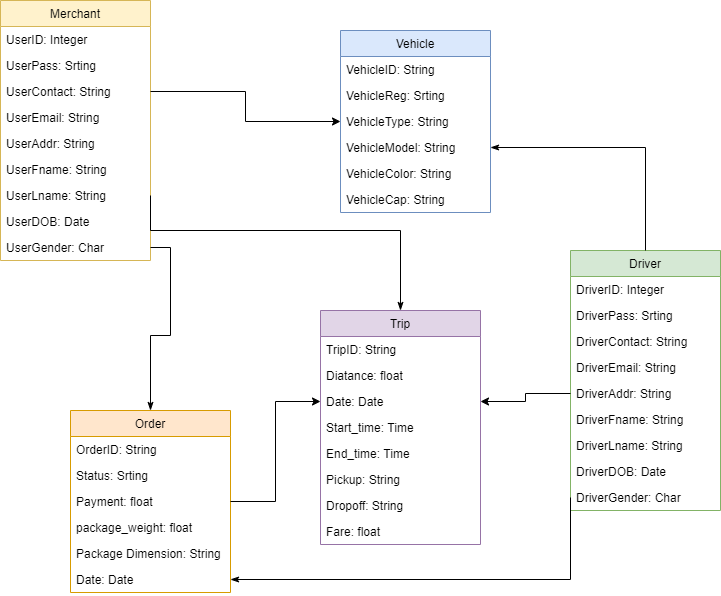 Merchant
UserID: Integer
UserPass: Srting
UserContact: String
UserEmail: String
UserAddr: String
UserFname: String
UserLname: String
UserDOB: Date
UserGender: Char
Vehicle
VehicleID: String
VehicleReg: Srting
VehicleType: String
VehicleModel: String
VehicleColor: String
VehicleCap: String
Driver
DriverID: Integer
DriverPass: Srting
DriverContact: String
DriverEmail: String
DriverAddr: String
DriverFname: String
DriverLname: String
DriverDOB: Date
DriverGender: Char
Trip
TripID: String
Diatance: float
Date: Date
Start_time: Time
End_time: Time
Pickup: String
Dropoff: String
Fare: float
Order
OrderID: String
Status: Srting
Payment: float
package_weight: float
Package Dimension: String
Date: Date